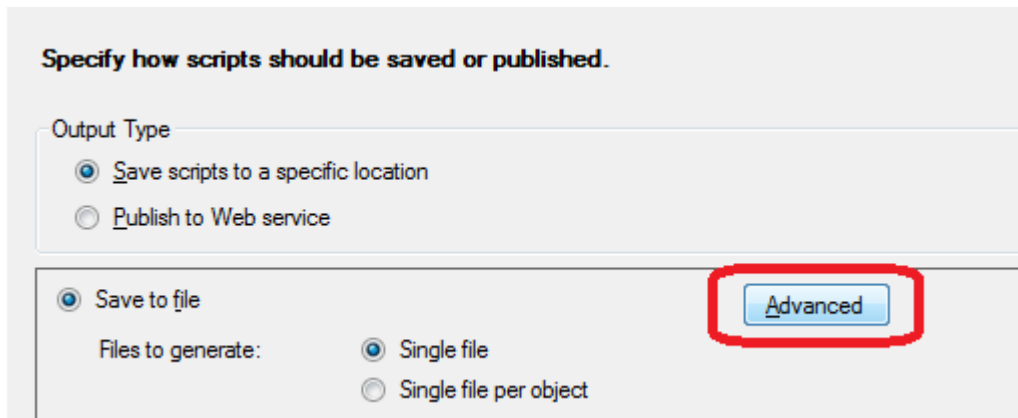 Specify how scripts should be saved or published.
Output Type
Save scripts to a specific location
Publish to Web service
Save to file
Advanced
Files to generate:
Single file
Single file per object